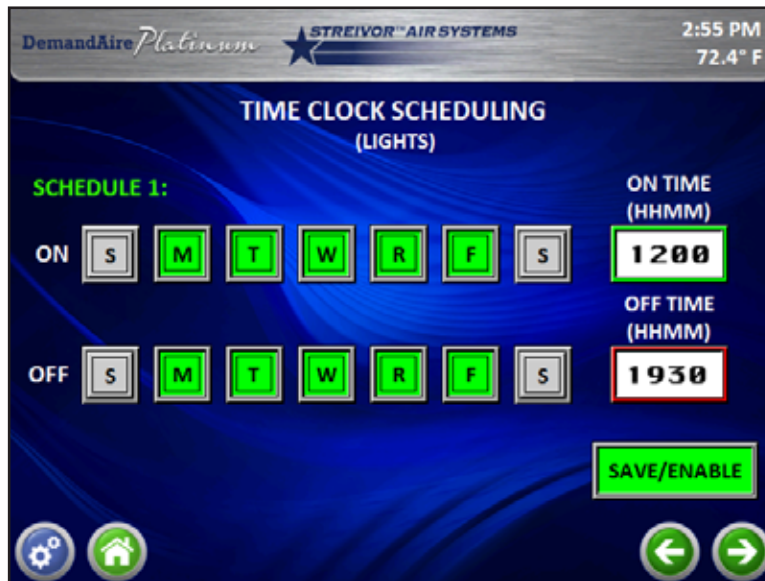 DemandAire Platinum
STREIVOR™ AIR SYSTEMS
2:55 PM
72.4° F
TIME CLOCK SCHEDULING
(LIGHTS)
SCHEDULE 1:
ON TIME
(HHMM)
ON S M T W R F S 1200
OFF TIME
(HHMM)
OFF S M T W R F S 1930
SAVE/ENABLE